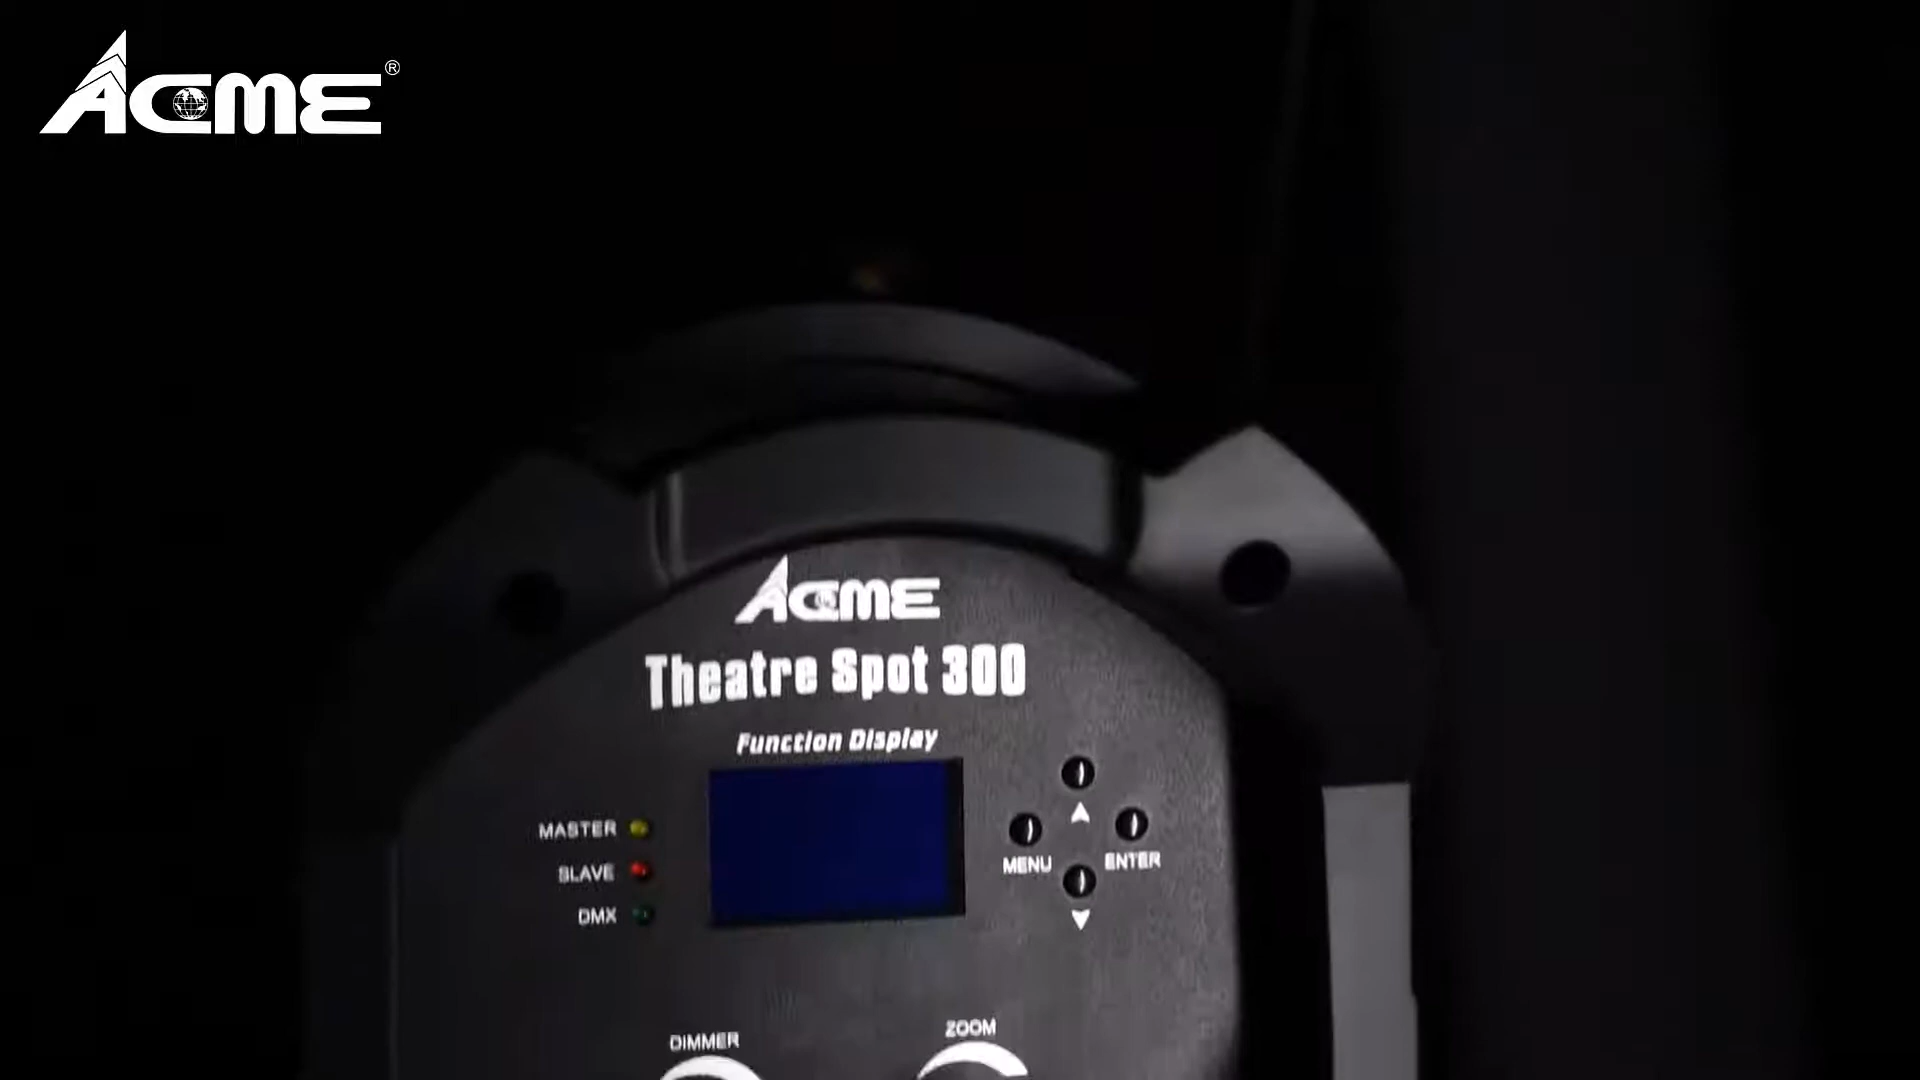 ACME®
ACME
Theatre Spot 300
Function Display
MASTER
SLAVE
DMX
MENU
ENTER
DIMMER
ZOOM